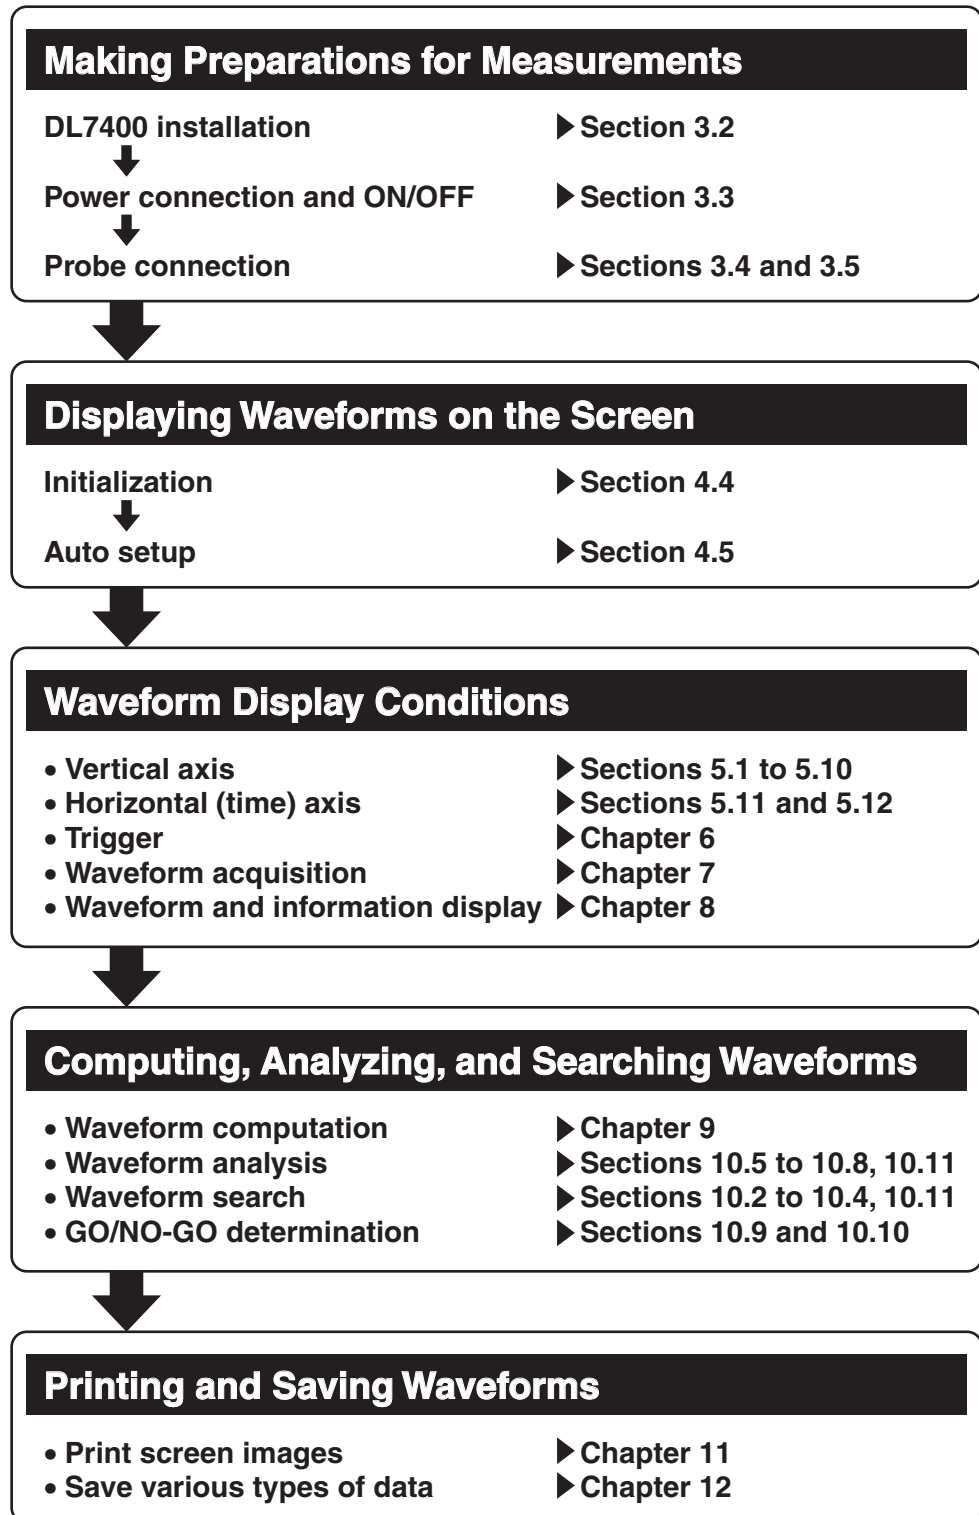 Making Preparations for Measurements
DL7400 installation ▶ Section 3.2
Power connection and ON/OFF ▶ Section 3.3
Probe connection ▶ Sections 3.4 and 3.5
Displaying Waveforms on the Screen
Initialization ▶ Section 4.4
Auto setup ▶ Section 4.5
Waveform Display Conditions
• Vertical axis ▶ Sections 5.1 to 5.10
• Horizontal (time) axis ▶ Sections 5.11 and 5.12
• Trigger ▶ Chapter 6
• Waveform acquisition ▶ Chapter 7
• Waveform and information display ▶ Chapter 8
Computing, Analyzing, and Searching Waveforms
• Waveform computation ▶ Chapter 9
• Waveform analysis ▶ Sections 10.5 to 10.8, 10.11
• Waveform search ▶ Sections 10.2 to 10.4, 10.11
• GO/NO-GO determination ▶ Sections 10.9 and 10.10
Printing and Saving Waveforms
• Print screen images ▶ Chapter 11
• Save various types of data ▶ Chapter 12